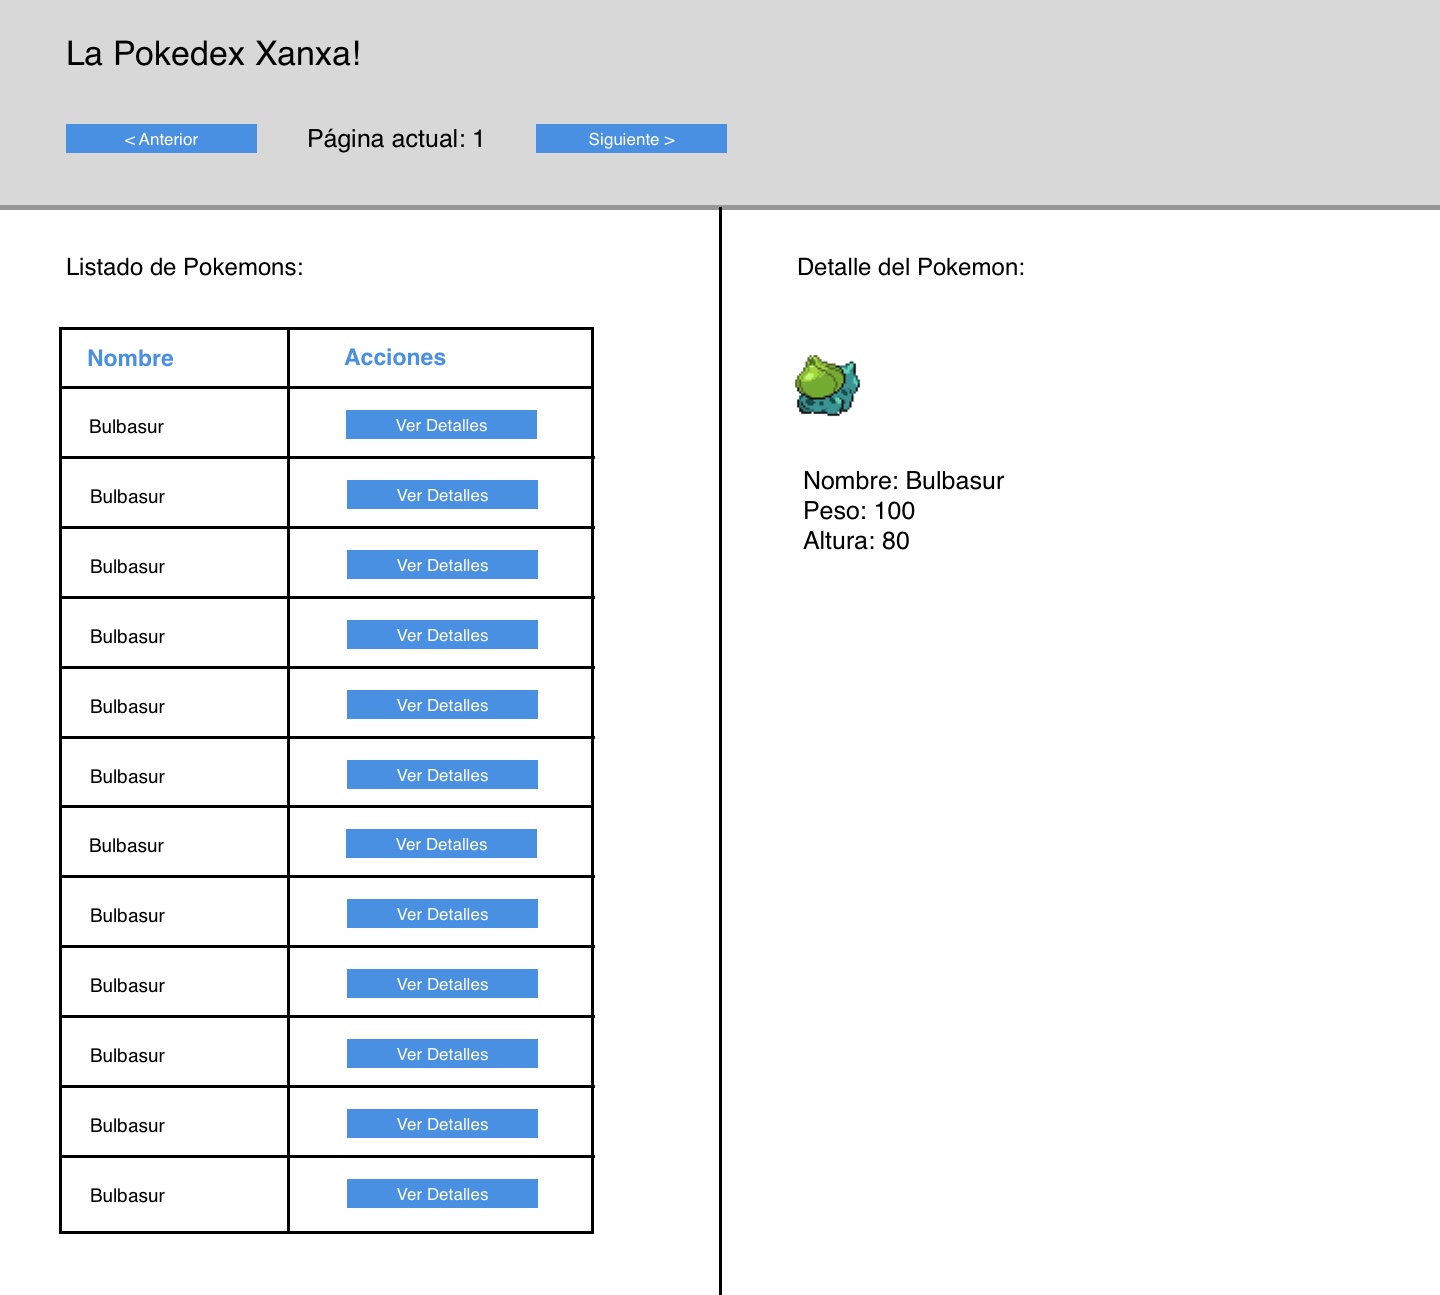 La Pokedex Xanxa!
< Anterior
Página actual: 1
Siguiente >
Listado de Pokemons:
Nombre
Acciones
Bulbasur
Ver Detalles
Bulbasur
Ver Detalles
Bulbasur
Ver Detalles
Bulbasur
Ver Detalles
Bulbasur
Ver Detalles
Bulbasur
Ver Detalles
Bulbasur
Ver Detalles
Bulbasur
Ver Detalles
Bulbasur
Ver Detalles
Bulbasur
Ver Detalles
Bulbasur
Ver Detalles
Bulbasur
Ver Detalles
Detalle del Pokemon:
Nombre: Bulbasur
Peso: 100
Altura: 80